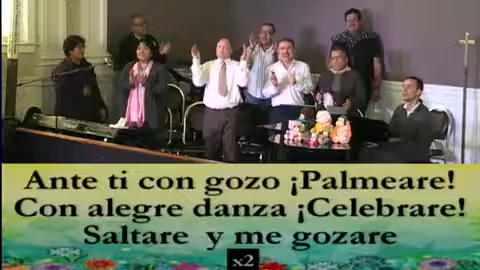 Ante ti con gozo ¡Palmeare!
Con alegre danza ¡Celebrare!
Saltare y me gozare
x2